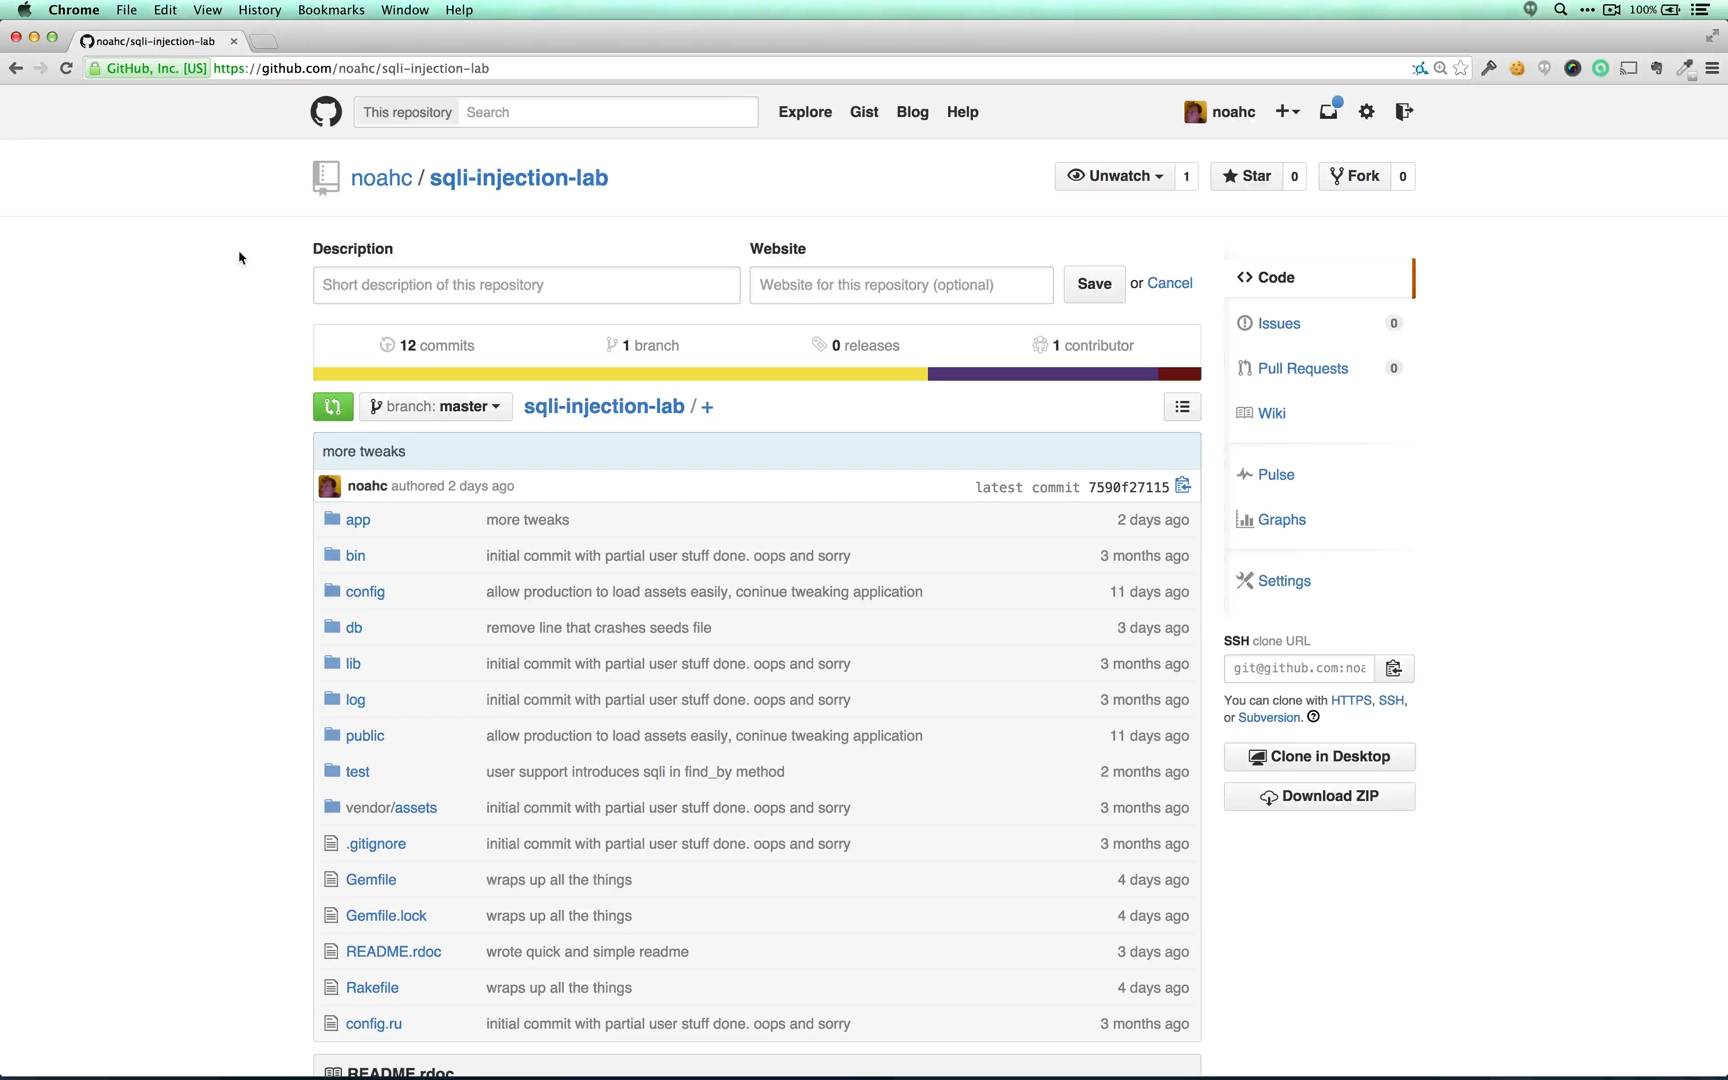 Chrome File Edit View History Bookmarks Window Help 100%
noahc/sqli-injection-lab
GitHub, Inc. [US] https://github.com/noahc/sqli-injection-lab
This repository Search Explore Gist Blog Help noahc
noahc / sqli-injection-lab Unwatch 1 Star 0 Fork 0
Description Website
Short description of this repository Website for this repository (optional) Save or Cancel
Code
Issues 0
12 commits 1 branch 0 releases 1 contributor
Pull Requests 0
branch: master sqli-injection-lab / +
Wiki
more tweaks
Pulse
noahc authored 2 days ago latest commit 7590f27115
app more tweaks 2 days ago
Graphs
bin initial commit with partial user stuff done. oops and sorry 3 months ago
Settings
config allow production to load assets easily, coninue tweaking application 11 days ago
db remove line that crashes seeds file 3 days ago
SSH clone URL
lib initial commit with partial user stuff done. oops and sorry 3 months ago
git@github.com:noa
log initial commit with partial user stuff done. oops and sorry 3 months ago
You can clone with HTTPS, SSH,
or Subversion.
public allow production to load assets easily, coninue tweaking application 11 days ago
Clone in Desktop
test user support introduces sqli in find_by method 2 months ago
Download ZIP
vendor/assets initial commit with partial user stuff done. oops and sorry 3 months ago
.gitignore initial commit with partial user stuff done. oops and sorry 3 months ago
Gemfile wraps up all the things 4 days ago
Gemfile.lock wraps up all the things 4 days ago
README.rdoc wrote quick and simple readme 3 days ago
Rakefile wraps up all the things 4 days ago
config.ru initial commit with partial user stuff done. oops and sorry 3 months ago
README.rdoc